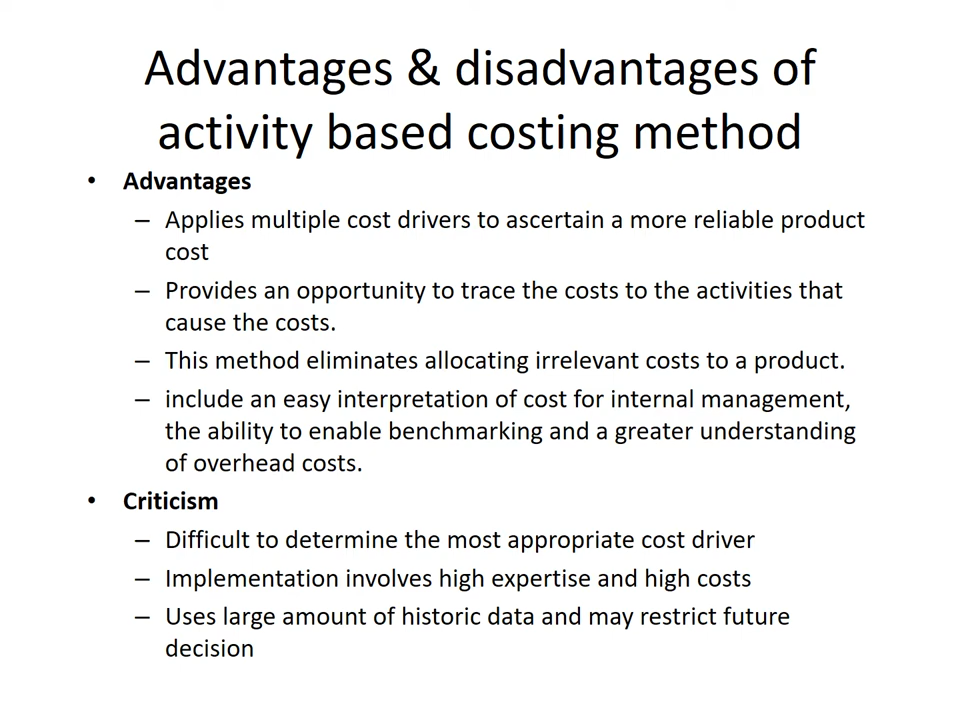 Advantages & disadvantages of
activity based costing method
• Advantages
– Applies multiple cost drivers to ascertain a more reliable product
cost
– Provides an opportunity to trace the costs to the activities that
cause the costs.
– This method eliminates allocating irrelevant costs to a product.
– include an easy interpretation of cost for internal management,
the ability to enable benchmarking and a greater understanding
of overhead costs.
• Criticism
– Difficult to determine the most appropriate cost driver
– Implementation involves high expertise and high costs
– Uses large amount of historic data and may restrict future
decision